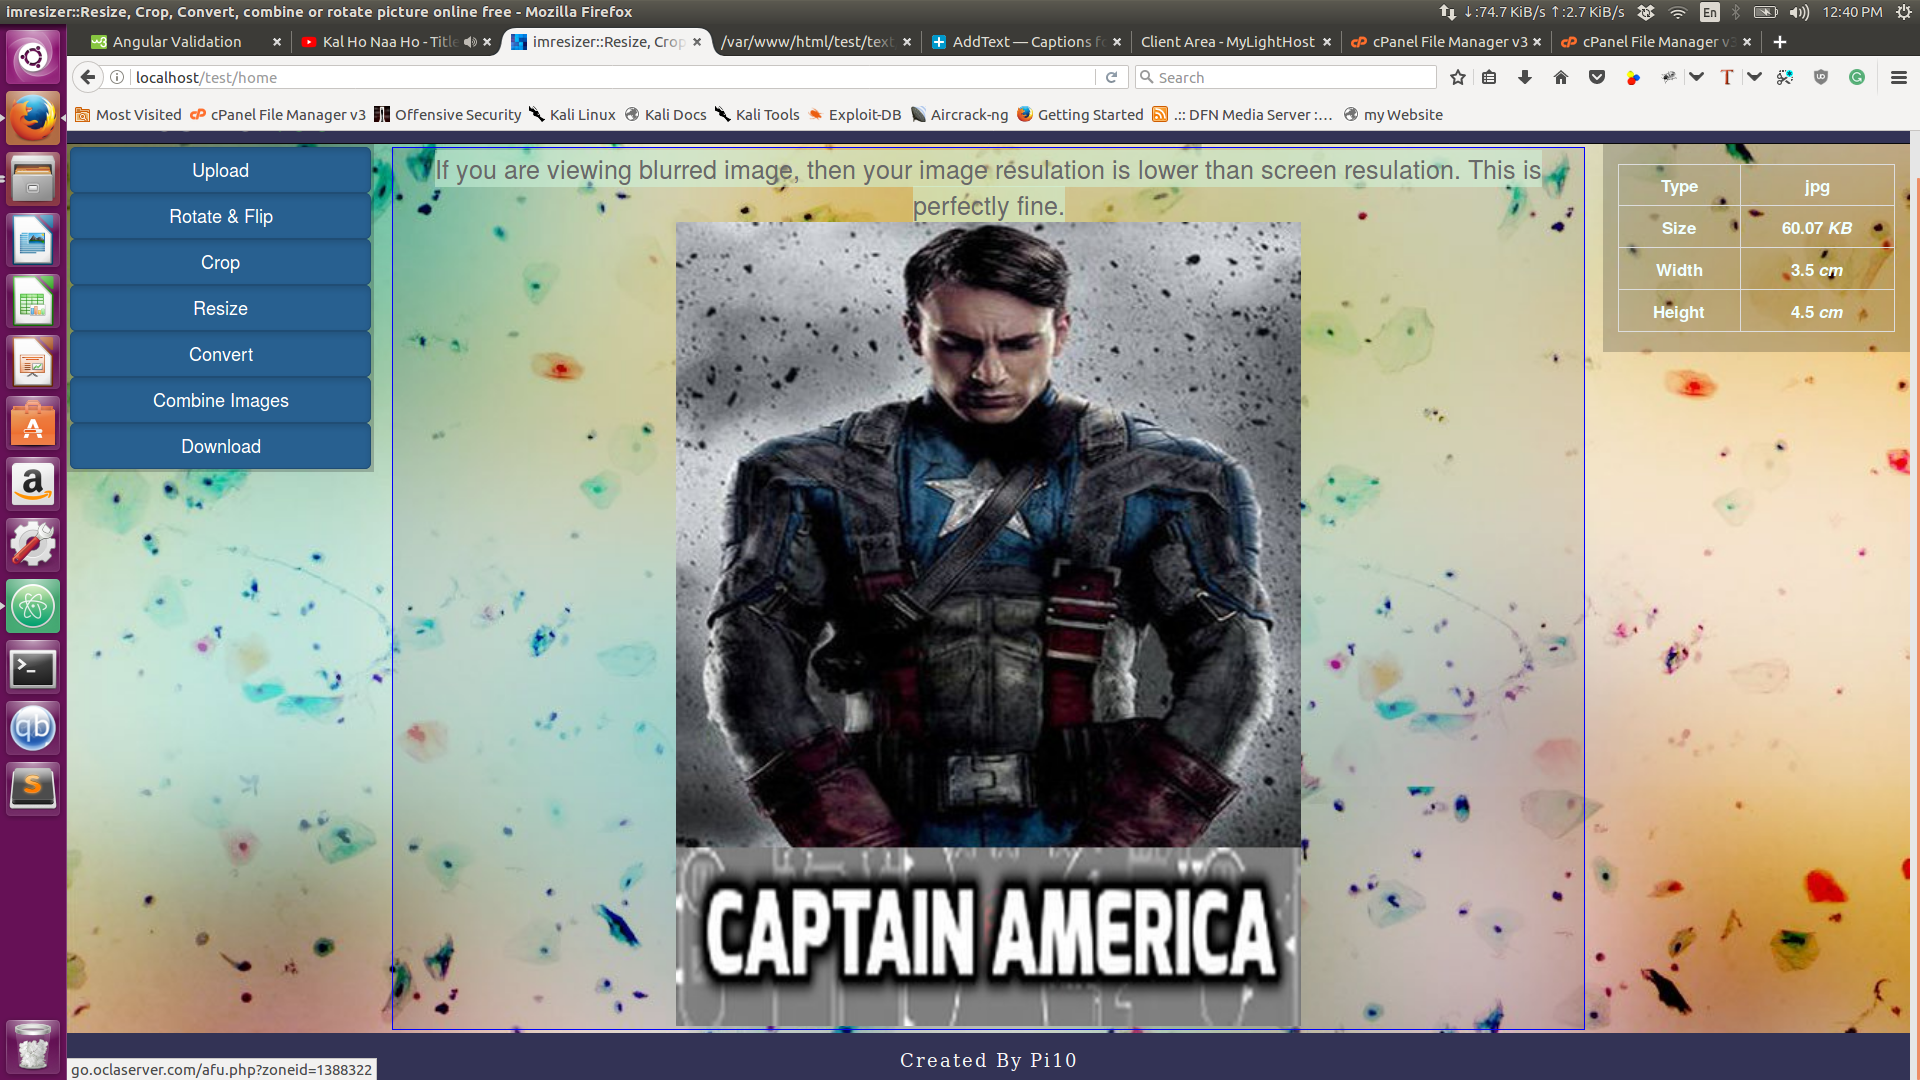 imresizer::Resize, Crop, Convert, combine or rotate picture online free - Mozilla Firefox
↓:74.7 KiB/s ↑:2.7 KiB/s
En
12:40 PM
Angular Validation
Kal Ho Naa Ho - Title
imresizer::Resize, Crop
/var/www/html/test/text
AddText — Captions fo
Client Area - MyLightHost
cPanel File Manager v3
cPanel File Manager v3
localhost/test/home
Search
Most Visited
cPanel File Manager v3
Offensive Security
Kali Linux
Kali Docs
Kali Tools
Exploit-DB
Aircrack-ng
Getting Started
.:: DFN Media Server :...
my Website
Upload
Rotate & Flip
Crop
Resize
Convert
Combine Images
Download
If you are viewing blurred image, then your image resulation is lower than screen resulation. This is
perfectly fine.
Type jpg
Size 60.07 KB
Width 3.5 cm
Height 4.5 cm
CAPTAIN AMERICA
Created By Pi10
go.oclaserver.com/afu.php?zoneid=1388322